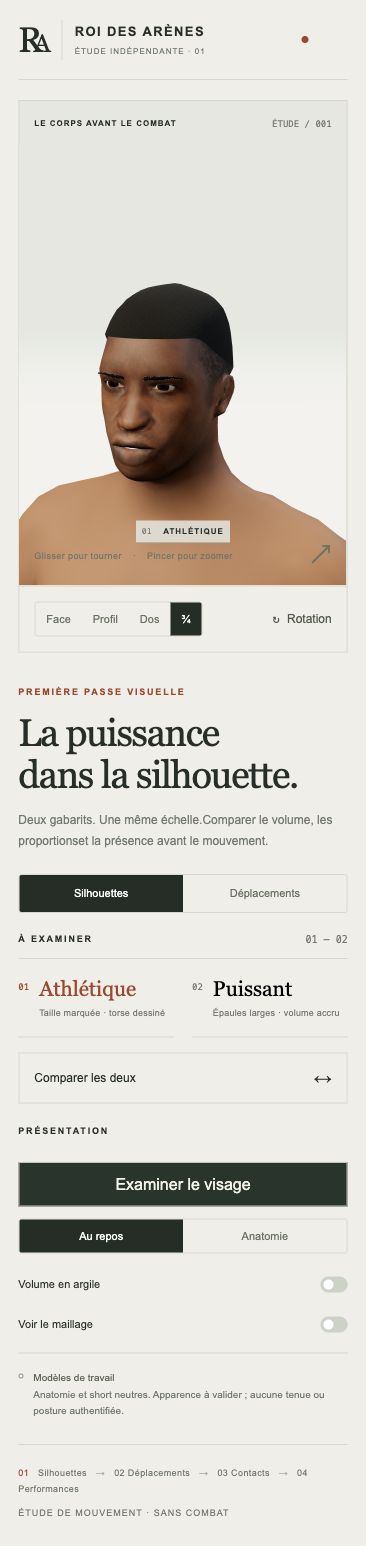 RA
ROI DES ARÈNES
ÉTUDE INDÉPENDANTE · 01
LE CORPS AVANT LE COMBAT
ÉTUDE / 001
01 ATHLÉTIQUE
Glisser pour tourner · Pincer pour zoomer
Face Profil Dos ¾
↻ Rotation
PREMIÈRE PASSE VISUELLE
La puissance
dans la silhouette.
Deux gabarits. Une même échelle.Comparer le volume, les
proportionset la présence avant le mouvement.
Silhouettes Déplacements
À EXAMINER
01 — 02
01 Athlétique
Taille marquée · torse dessiné
02 Puissant
Épaules larges · volume accru
Comparer les deux ↔
PRÉSENTATION
Examiner le visage
Au repos Anatomie
Volume en argile
Voir le maillage
Modèles de travail
Anatomie et short neutres. Apparence à valider ; aucune tenue ou
posture authentifiée.
01 Silhouettes → 02 Déplacements → 03 Contacts → 04
Performances
ÉTUDE DE MOUVEMENT · SANS COMBAT